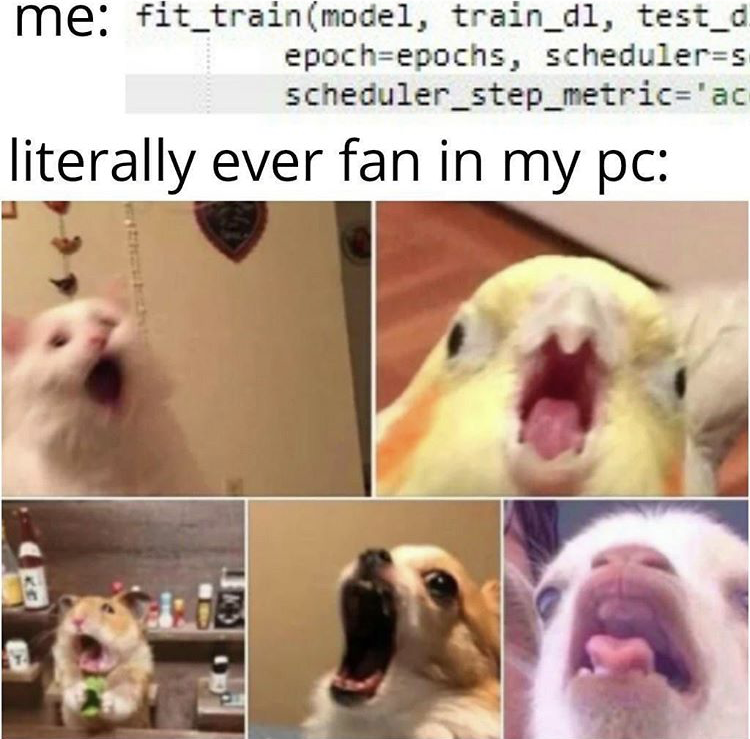 me: fit_train(model, train_dl, test_d
epoch=epochs, scheduler=s
scheduler_step_metric='ac
literally ever fan in my pc: